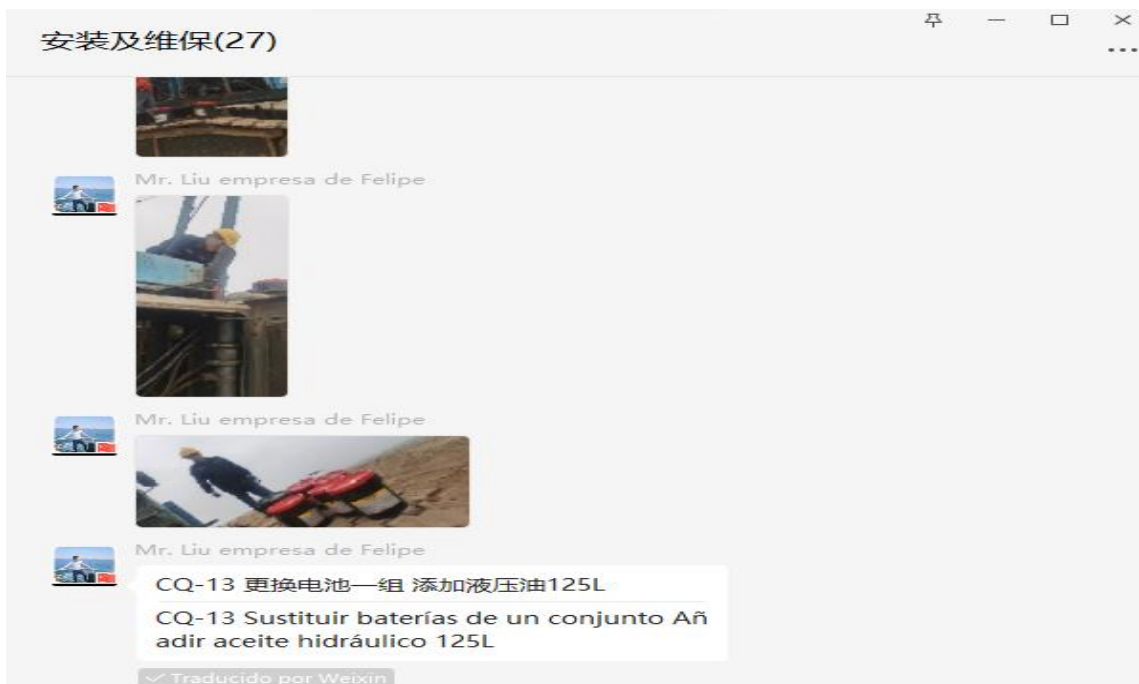 安装及维保(27)
Mr. Liu empresa de Felipe
Mr. Liu empresa de Felipe
Mr. Liu empresa de Felipe
CQ-13 更换电池一组 添加液压油125L
CQ-13 Sustituir baterías de un conjunto Añ
adir aceite hidráulico 125L
Traducido por Weixin